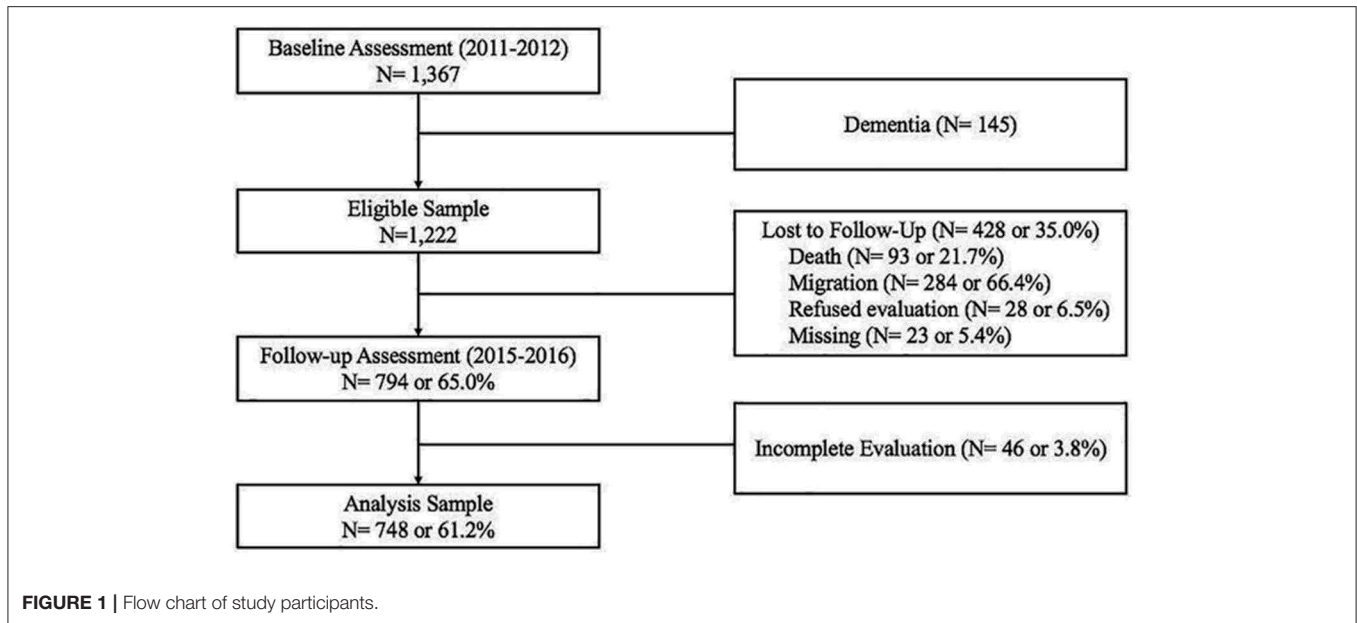 Baseline Assessment (2011-2012)
N= 1,367
Dementia (N= 145)
Eligible Sample
N=1,222
Lost to Follow-Up (N= 428 or 35.0%)
Death (N= 93 or 21.7%)
Migration (N= 284 or 66.4%)
Refused evaluation (N= 28 or 6.5%)
Missing (N= 23 or 5.4%)
Follow-up Assessment (2015-2016)
N= 794 or 65.0%
Incomplete Evaluation (N= 46 or 3.8%)
Analysis Sample
N= 748 or 61.2%
FIGURE 1 | Flow chart of study participants.